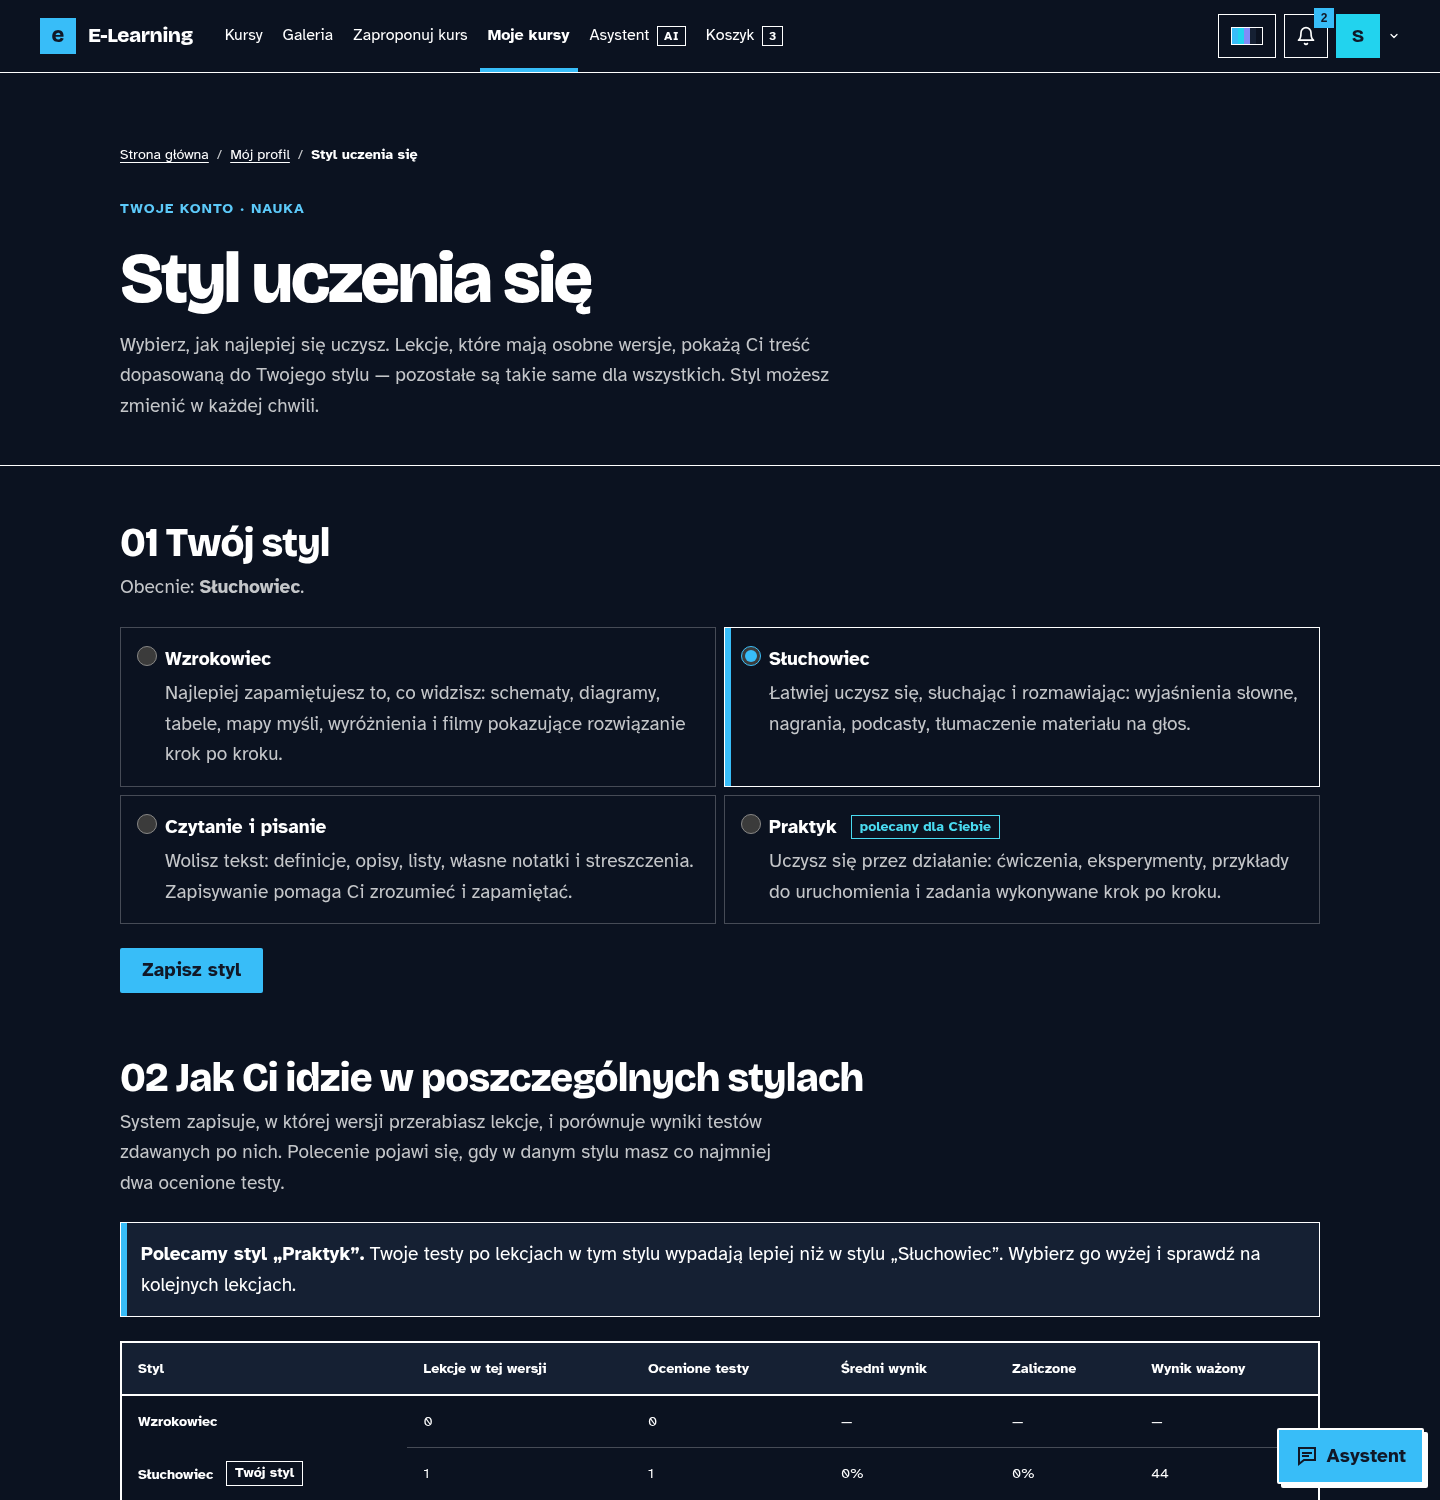 e E-Learning Kursy Galeria Zaproponuj kurs Moje kursy Asystent AI Koszyk 3 2 S
Strona główna / Mój profil / Styl uczenia się
TWOJE KONTO · NAUKA
Styl uczenia się
Wybierz, jak najlepiej się uczysz. Lekcje, które mają osobne wersje, pokażą Ci treść
dopasowaną do Twojego stylu — pozostałe są takie same dla wszystkich. Styl możesz
zmienić w każdej chwili.
01 Twój styl
Obecnie: Słuchowiec.
Wzrokowiec
Najlepiej zapamiętujesz to, co widzisz: schematy, diagramy,
tabele, mapy myśli, wyróżnienia i filmy pokazujące rozwiązanie
krok po kroku.
Słuchowiec
Łatwiej uczysz się, słuchając i rozmawiając: wyjaśnienia słowne,
nagrania, podcasty, tłumaczenie materiału na głos.
Czytanie i pisanie
Wolisz tekst: definicje, opisy, listy, własne notatki i streszczenia.
Zapisywanie pomaga Ci zrozumieć i zapamiętać.
Praktyk polecany dla Ciebie
Uczysz się przez działanie: ćwiczenia, eksperymenty, przykłady
do uruchomienia i zadania wykonywane krok po kroku.
Zapisz styl
02 Jak Ci idzie w poszczególnych stylach
System zapisuje, w której wersji przerabiasz lekcje, i porównuje wyniki testów
zdawanych po nich. Polecenie pojawi się, gdy w danym stylu masz co najmniej
dwa ocenione testy.
Polecamy styl „Praktyk”. Twoje testy po lekcjach w tym stylu wypadają lepiej niż w stylu „Słuchowiec”. Wybierz go wyżej i sprawdź na
kolejnych lekcjach.
Styl Lekcje w tej wersji Ocenione testy Średni wynik Zaliczone Wynik ważony
Wzrokowiec 0 0 — — —
Słuchowiec Twój styl 1 1 0% 0% 44
Asystent